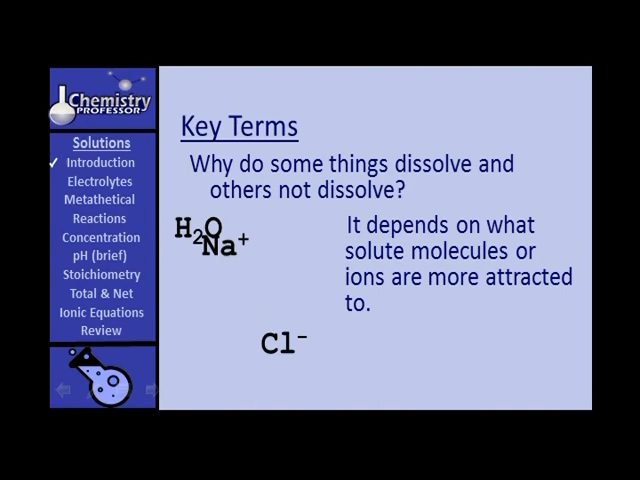 Chemistry
PROFESSOR
Solutions
Introduction
Electrolytes
Metathetical
Reactions
Concentration
pH (brief)
Stoichiometry
Total & Net
Ionic Equations
Review
Key Terms
Why do some things dissolve and
others not dissolve?
H₂O
Na⁺
It depends on what
solute molecules or
ions are more attracted
to.
Cl⁻